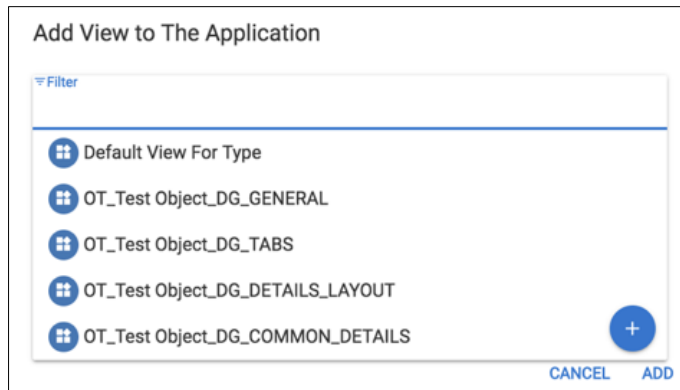 Add View to The Application
Filter
Default View For Type
OT_Test Object_DG_GENERAL
OT_Test Object_DG_TABS
OT_Test Object_DG_DETAILS_LAYOUT
OT_Test Object_DG_COMMON_DETAILS
+
CANCEL ADD